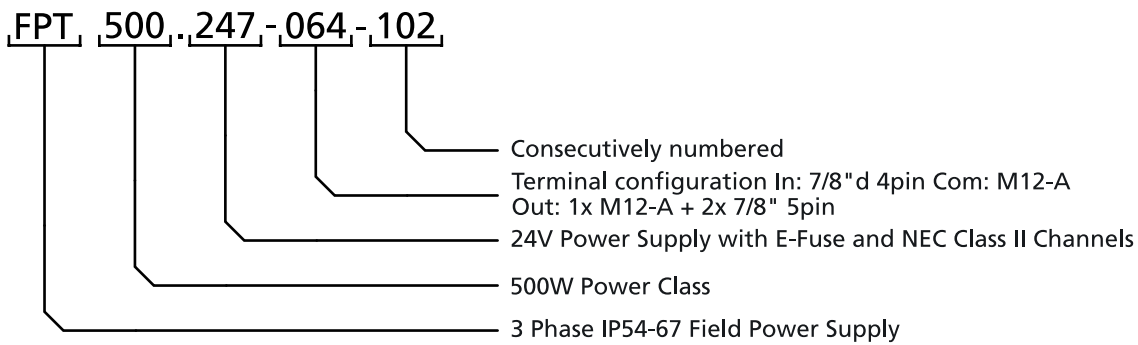 FPT 500.247-064-102
Consecutively numbered
Terminal configuration In: 7/8"d 4pin Com: M12-A
Out: 1x M12-A + 2x 7/8" 5pin
24V Power Supply with E-Fuse and NEC Class II Channels
500W Power Class
3 Phase IP54-67 Field Power Supply